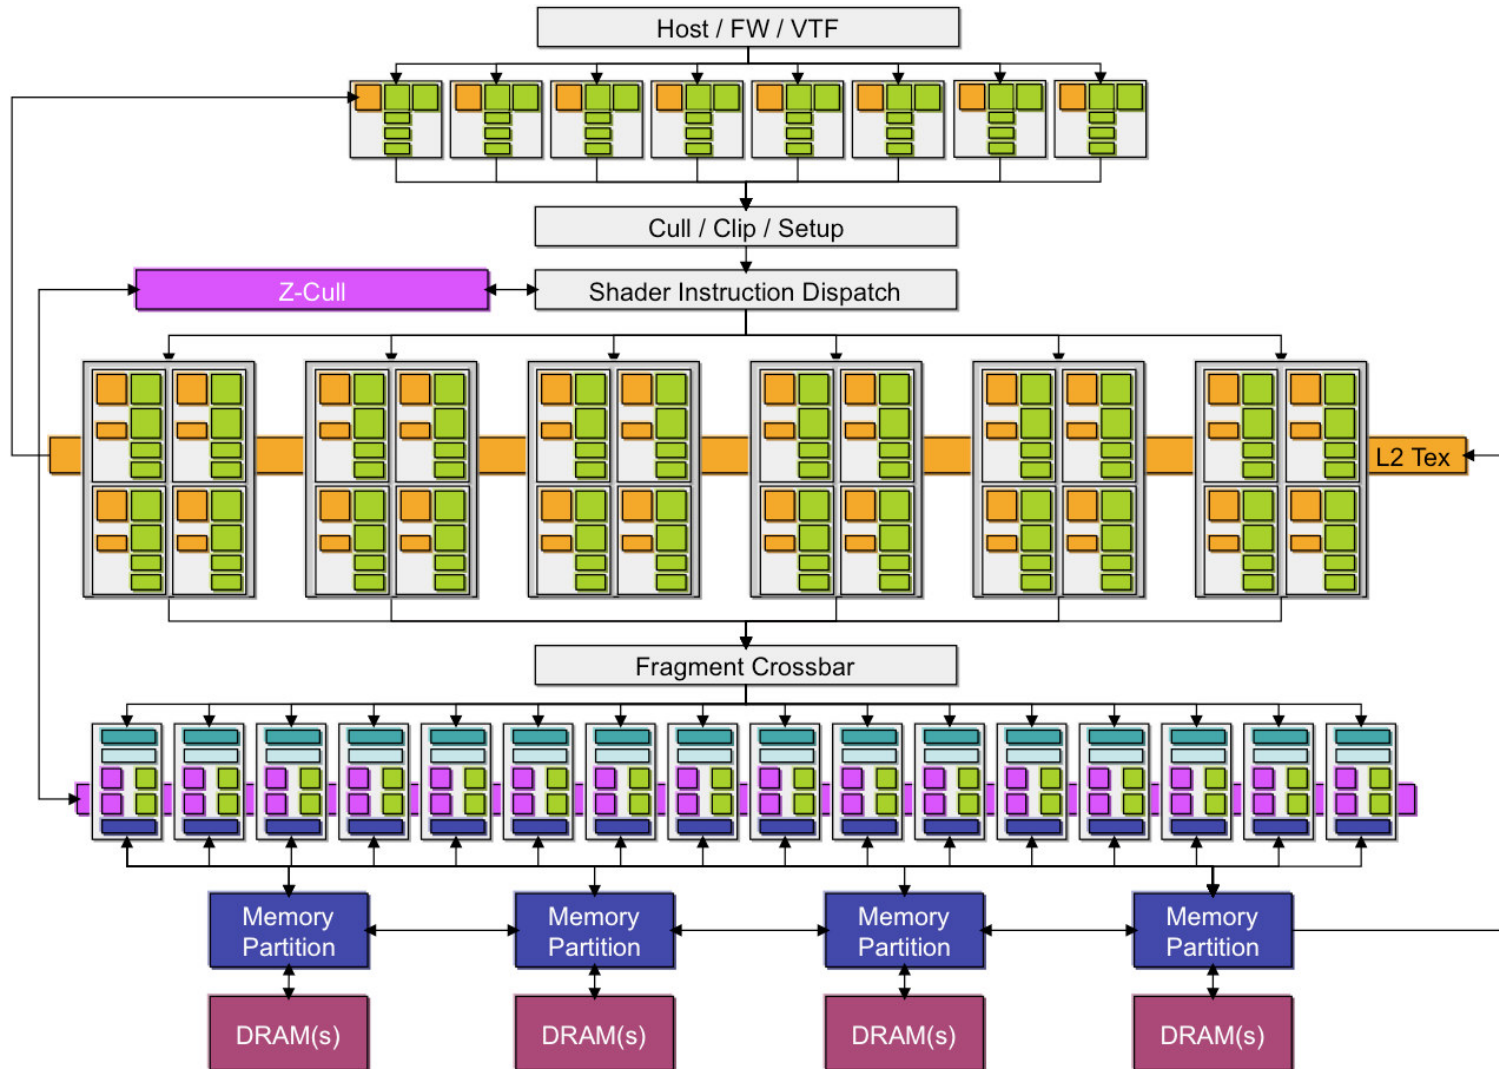 Host / FW / VTF
Cull / Clip / Setup
Z-Cull
Shader Instruction Dispatch
L2 Tex
Fragment Crossbar
Memory
Partition
Memory
Partition
Memory
Partition
Memory
Partition
DRAM(s)
DRAM(s)
DRAM(s)
DRAM(s)